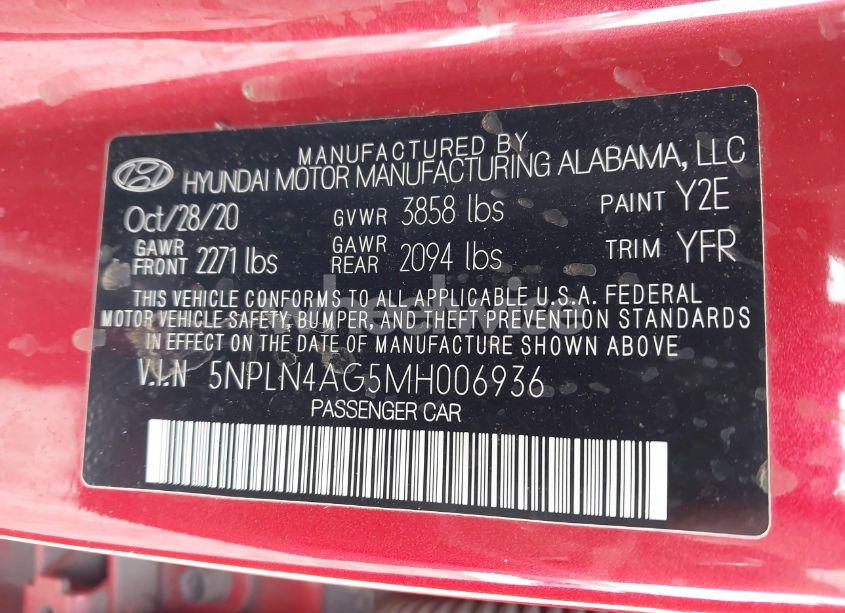 MANUFACTURED BY
HYUNDAI MOTOR MANUFACTURING ALABAMA, LLC
Oct/28/20 GVWR 3858 lbs PAINT Y2E
GAWR FRONT 2271 lbs GAWR REAR 2094 lbs TRIM YFR
THIS VEHICLE CONFORMS TO ALL APPLICABLE U.S.A. FEDERAL
MOTOR VEHICLE SAFETY, BUMPER, AND THEFT PREVENTION STANDARDS
IN EFFECT ON THE DATE OF MANUFACTURE SHOWN ABOVE
V.I.N 5NPLN4AG5MH006936
PASSENGER CAR